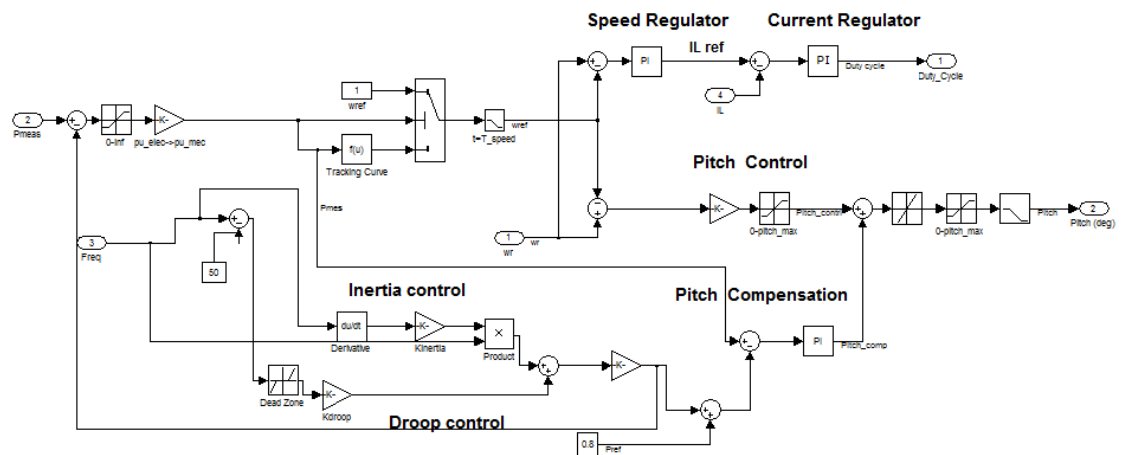 Speed Regulator
Current Regulator
IL ref
PI
PI
Duty cycle
1
Duty_Cycle
4
IL
1
wref
2
Pmeas
0-inf
K-
pu_elec->pu_mec
f(u)
Tracking Curve
t=T_speed
wref
Pmes
Pitch Control
K-
0-pitch_max
Pitch_contrl
0-pitch_max
Pitch
2
Pitch (deg)
3
Freq
50
1
wr
wr
Inertia control
Pitch Compensation
du/dt
Derivative
K-
Kinertia
×
Product
PI
Pitch_comp
K-
Dead Zone
K-
Kdroop
Droop control
0.8
Pref